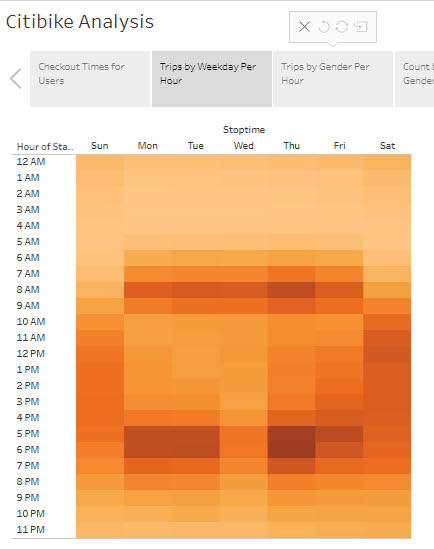 Citibike Analysis
Checkout Times for
Users
Trips by Weekday Per
Hour
Trips by Gender Per
Hour
Count
Gender
Stoptime
Hour of Sta.. Sun Mon Tue Wed Thu Fri Sat
12 AM
1 AM
2 AM
3 AM
4 AM
5 AM
6 AM
7 AM
8 AM
9 AM
10 AM
11 AM
12 PM
1 PM
2 PM
3 PM
4 PM
5 PM
6 PM
7 PM
8 PM
9 PM
10 PM
11 PM